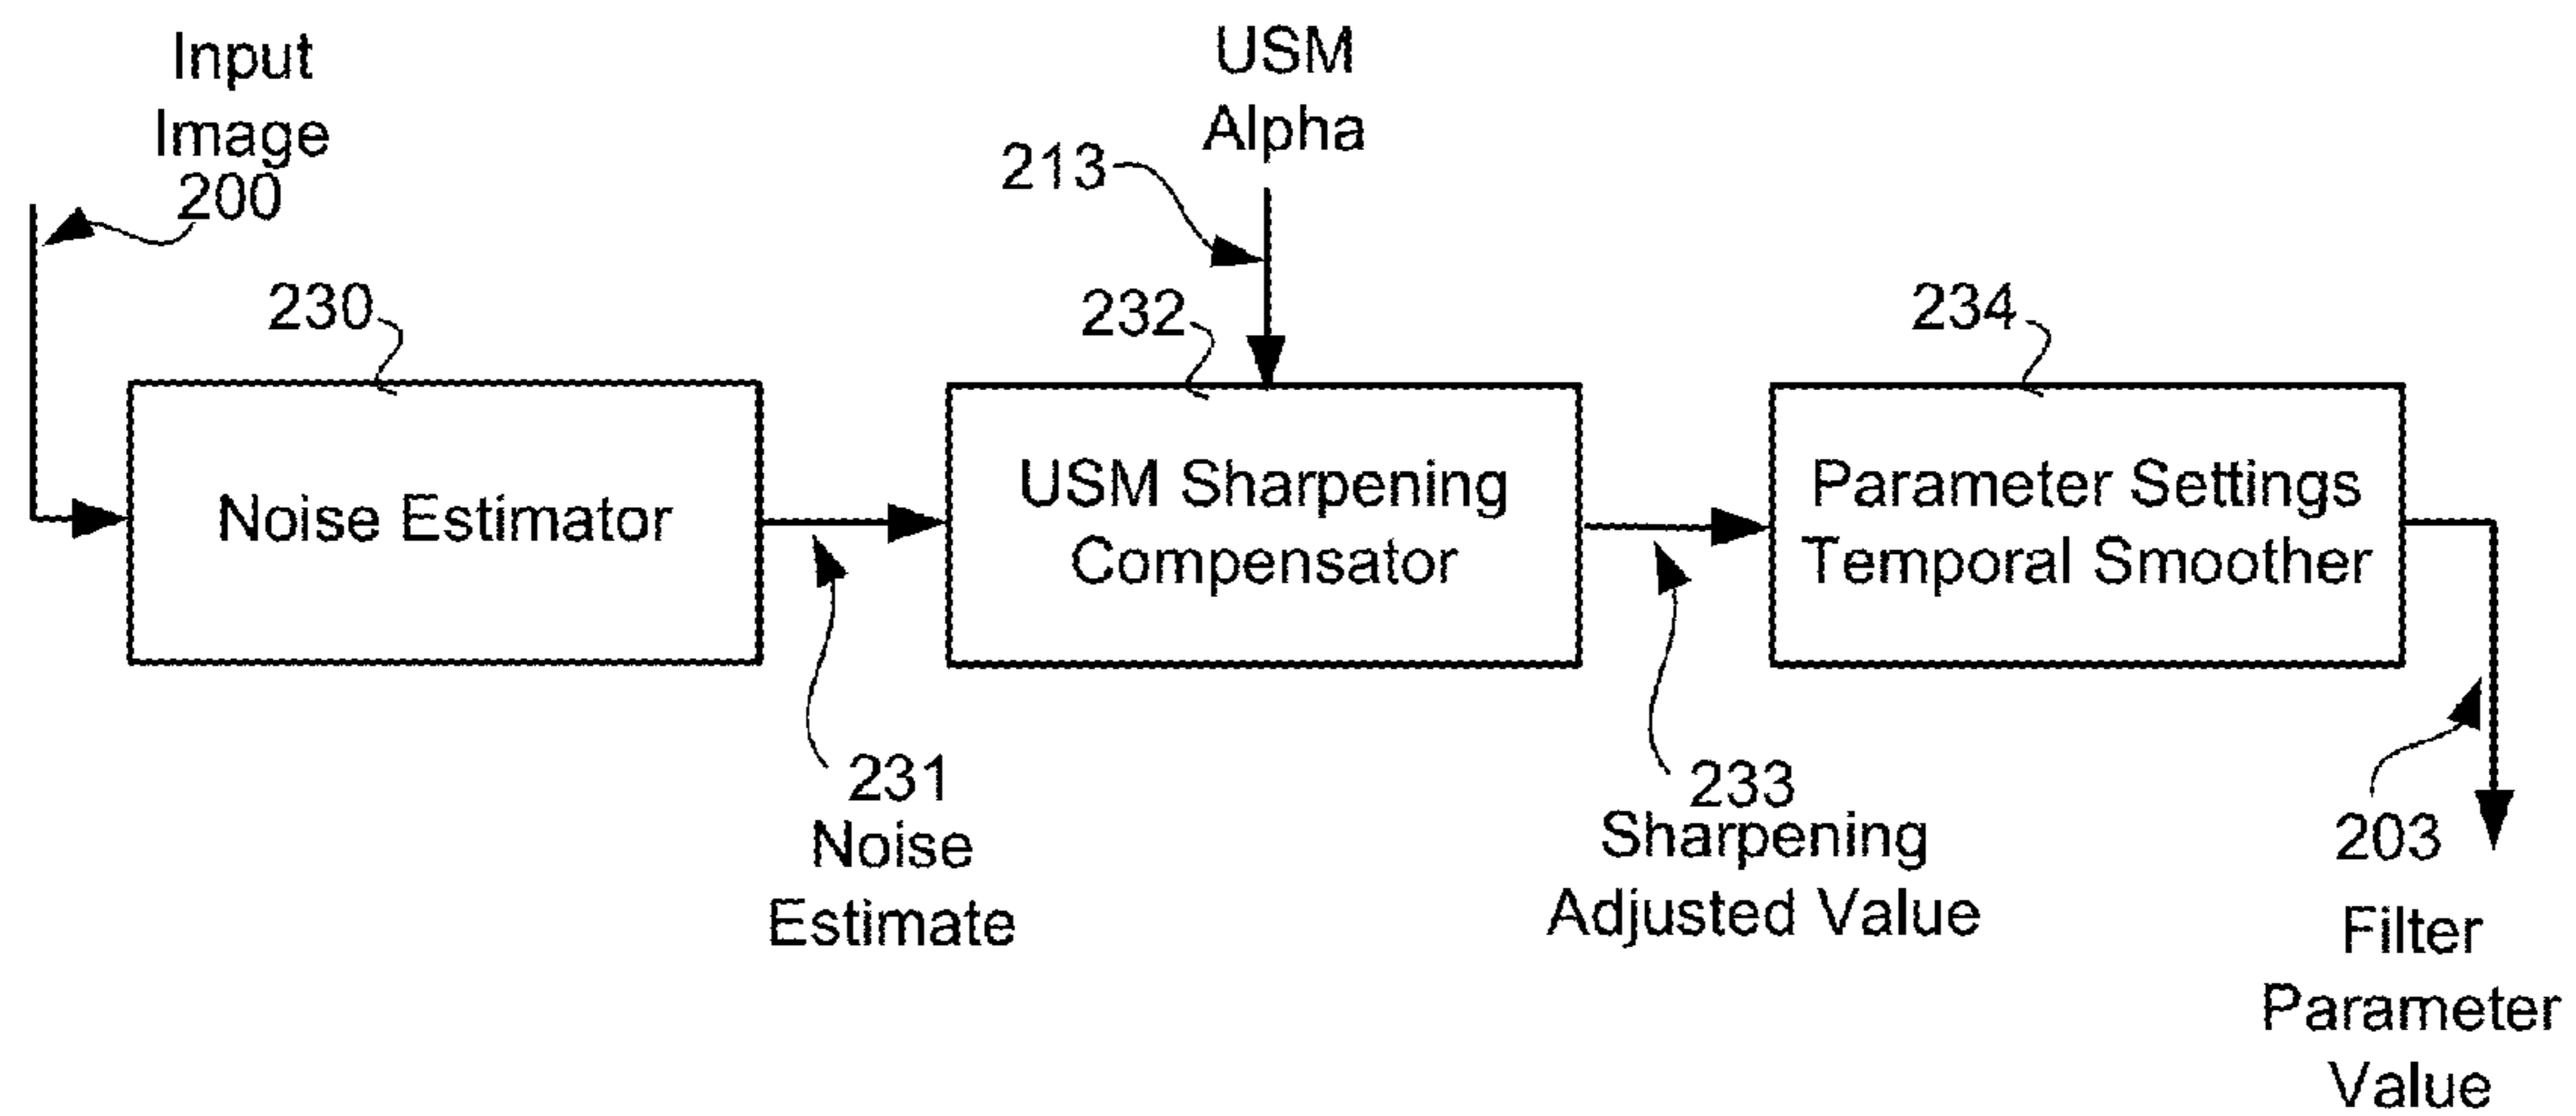 Input
Image
200
USM
Alpha
213
230
232
234
Noise Estimator
USM Sharpening
Compensator
Parameter Settings
Temporal Smoother
231
Noise
Estimate
233
Sharpening
Adjusted Value
203
Filter
Parameter
Value